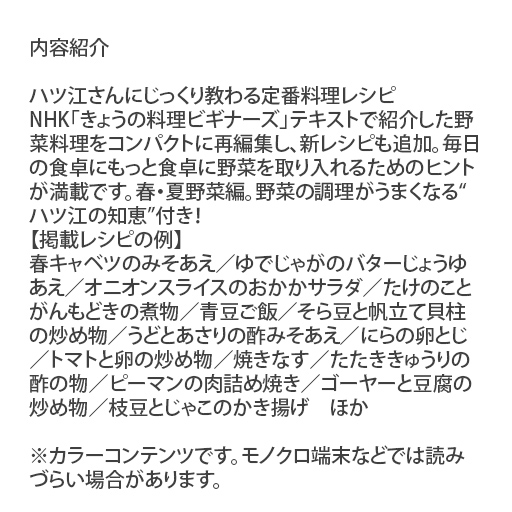 内容紹介
ハツ江さんにじっくり教わる定番料理レシピ
NHK「きょうの料理ビギナーズ」テキストで紹介した野
菜料理をコンパクトに再編集し、新レシピも追加。毎日
の食卓にもっと食卓に野菜を取り入れるためのヒント
が満載です。春・夏野菜編。野菜の調理がうまくなる“
ハツ江の知恵”付き!
【掲載レシピの例】
春キャベツのみそあえ／ゆでじゃがのバターじょうゆ
あえ／オニオンスライスのおかかサラダ／たけのこと
がんもどきの煮物／青豆ご飯／そら豆と帆立て貝柱
の炒め物／うどとあさりの酢みそあえ／にらの卵とじ
／トマトと卵の炒め物／焼きなす／たたききゅうりの
酢の物／ピーマンの肉詰め焼き／ゴーヤーと豆腐の
炒め物／枝豆とじゃこのかき揚げ　ほか
※カラーコンテンツです。モノクロ端末などでは読み
づらい場合があります。